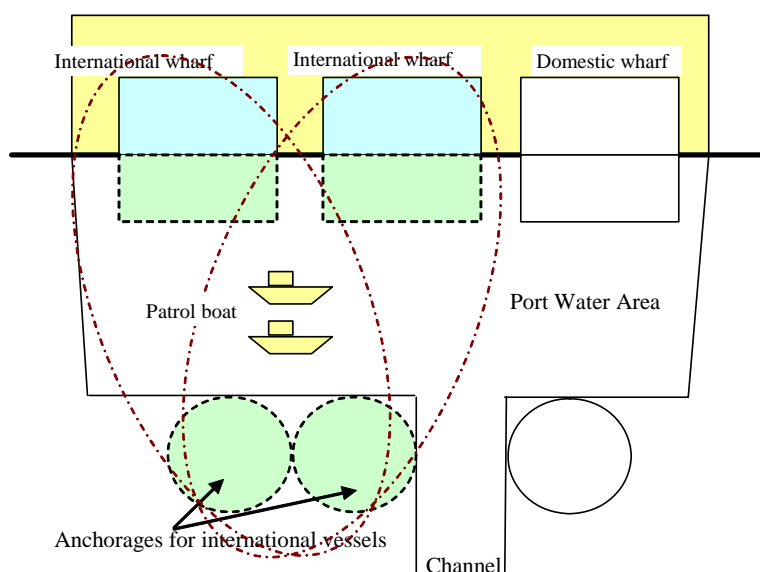 International wharf
International wharf
Domestic wharf
Patrol boat
Port Water Area
Anchorages for international vessels
Channel